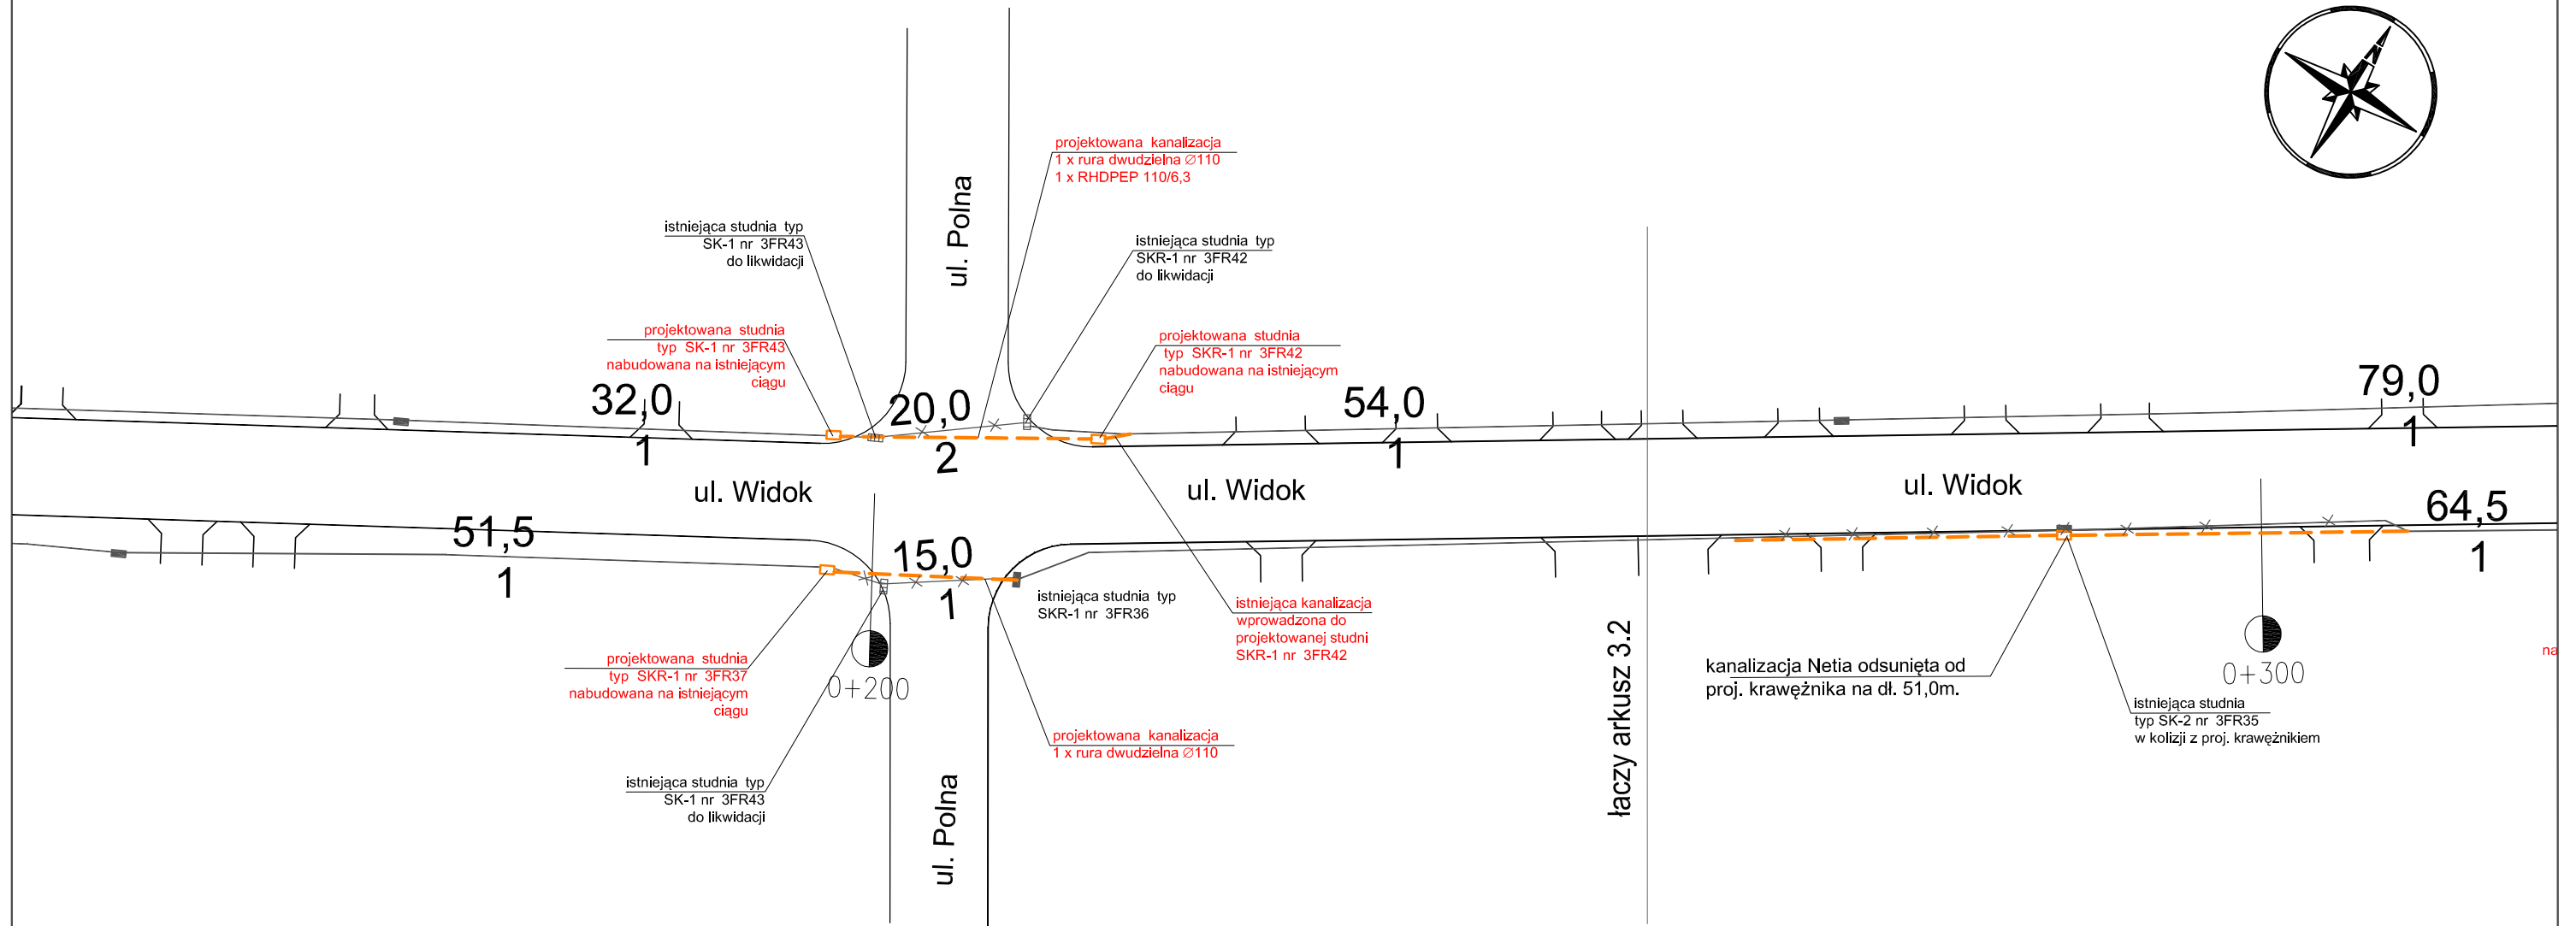 N
projektowana kanalizacja
1 x rura dwudzielna ∅110
1 x RHDPEP 110/6,3
ul. Polna
istniejąca studnia typ
SK-1 nr 3FR43
do likwidacji
istniejąca studnia typ
SKR-1 nr 3FR42
do likwidacji
projektowana studnia
typ SK-1 nr 3FR43
nabudowana na istniejącym
ciągu
projektowana studnia
typ SKR-1 nr 3FR42
nabudowana na istniejącym
ciągu
32,0
1
20,0
2
54,0
1
79,0
1
ul. Widok
ul. Widok
ul. Widok
51,5
1
15,0
1
64,5
1
istniejąca studnia typ
SKR-1 nr 3FR36
istniejąca kanalizacja
wprowadzona do
projektowanej studni
SKR-1 nr 3FR42
projektowana studnia
typ SKR-1 nr 3FR37
nabudowana na istniejącym
ciągu
0+200
łaczy arkusz 3.2
kanalizacja Netia odsunięta od
proj. krawężnika na dł. 51,0m.
0+300
na
istniejąca studnia
typ SK-2 nr 3FR35
w kolizji z proj. krawężnikiem
projektowana kanalizacja
1 x rura dwudzielna ∅110
istniejąca studnia typ
SK-1 nr 3FR43
do likwidacji
ul. Polna